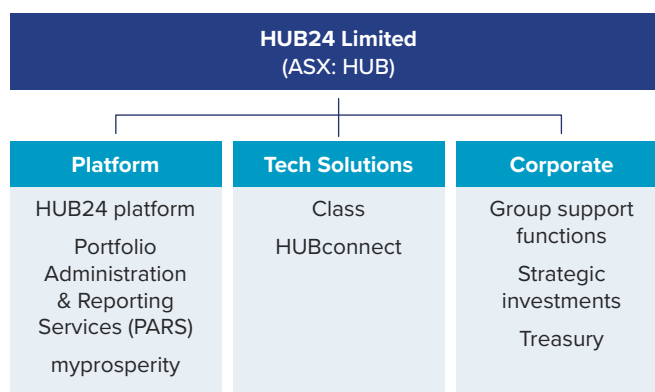 HUB24 Limited
(ASX: HUB)
Platform
HUB24 platform
Portfolio
Administration
& Reporting
Services (PARS)
myprosperity
Tech Solutions
Class
HUBconnect
Corporate
Group support
functions
Strategic
investments
Treasury